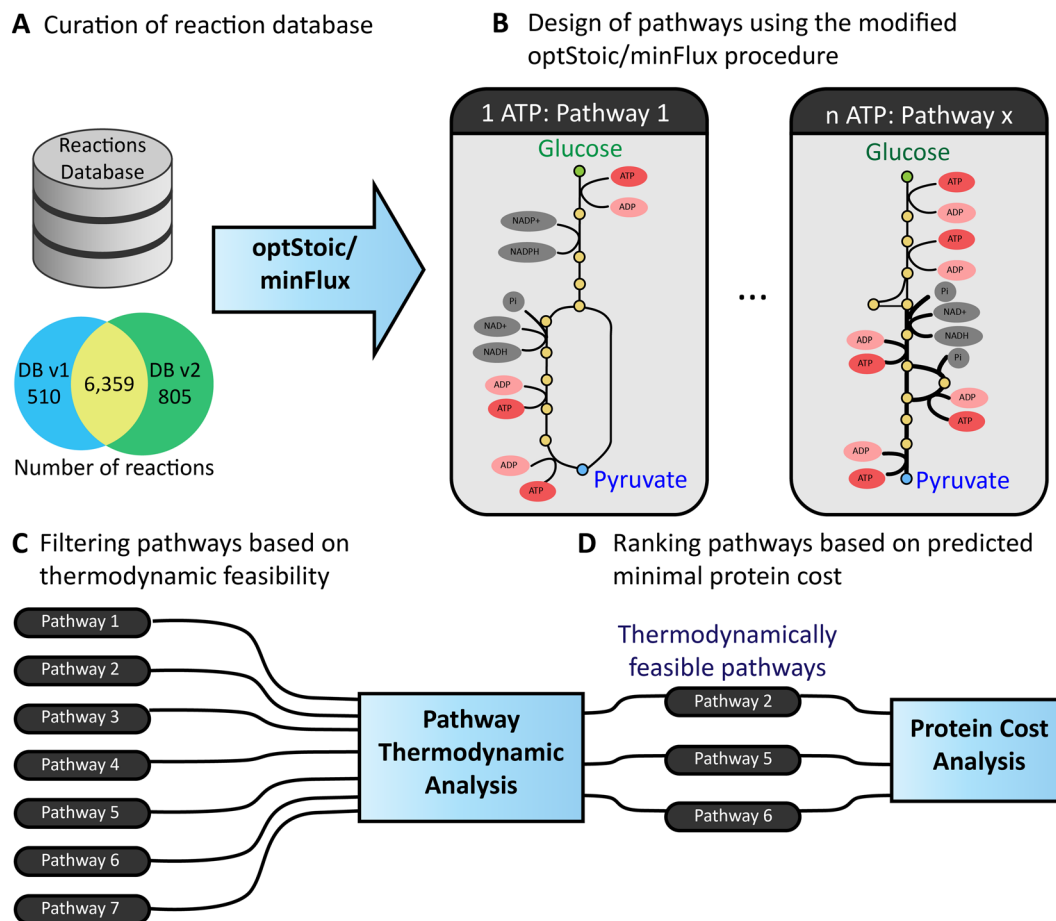 A Curation of reaction database
B Design of pathways using the modified
optStoic/minFlux procedure
Reactions
Database
optStoic/
minFlux
DB v1
510
6,359
DB v2
805
Number of reactions
1 ATP: Pathway 1
Glucose
ATP
ADP
NADP+
NADPH
Pi
NAD+
NADH
ADP
ATP
ADP
ATP
Pyruvate
...
n ATP: Pathway x
Glucose
ATP
ADP
ATP
ADP
Pi
NAD+
NADH
ADP
ATP
Pi
ADP
ATP
ADP
ATP
Pyruvate
C Filtering pathways based on
thermodynamic feasibility
Pathway 1
Pathway 2
Pathway 3
Pathway 4
Pathway 5
Pathway 6
Pathway 7
Pathway
Thermodynamic
Analysis
D Ranking pathways based on predicted
minimal protein cost
Thermodynamically
feasible pathways
Pathway 2
Pathway 5
Pathway 6
Protein Cost
Analysis